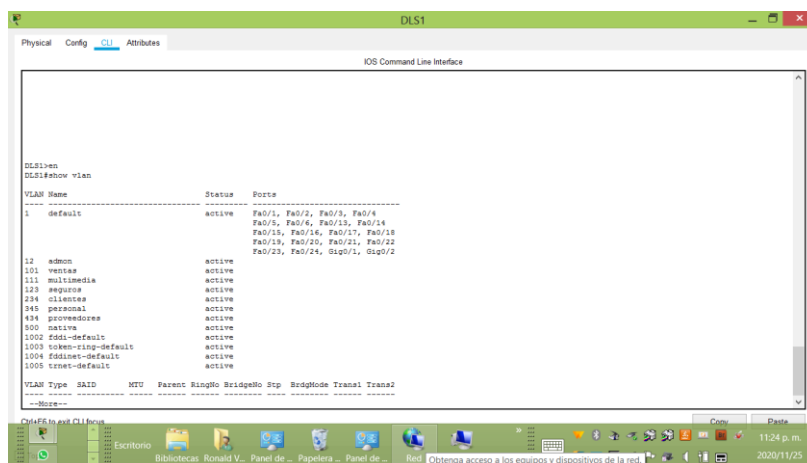 DLS1
Physical Config CLI Attributes
IOS Command Line Interface
DLS1>en
DLS1#show vlan
VLAN Name Status Ports
---- -------------------------------- --------- -------------------------------
1 default active Fa0/1, Fa0/2, Fa0/3, Fa0/4
Fa0/5, Fa0/6, Fa0/13, Fa0/14
Fa0/15, Fa0/16, Fa0/17, Fa0/18
Fa0/19, Fa0/20, Fa0/21, Fa0/22
Fa0/23, Fa0/24, Gig0/1, Gig0/2
12 admon active
101 ventas active
111 multimedia active
123 seguros active
234 clientes active
345 personal active
434 proveedores active
500 nativa active
1002 fddi-default active
1003 token-ring-default active
1004 fddinet-default active
1005 trnet-default active
VLAN Type SAID MTU Parent RingNo BridgeNo Stp BrdgMode Trans1 Trans2
---- ----- ---------- ----- ------ ------ -------- ---- -------- ------ ------
--More--
Ctrl+F6 to exit CLI focus
Copy Paste
Escritorio
Bibliotecas Ronald V... Panel de ... Papelera ... Panel de ... Red
Obtenga acceso a los equipos y dispositivos de la red.
11:24 p. m.
2020/11/25